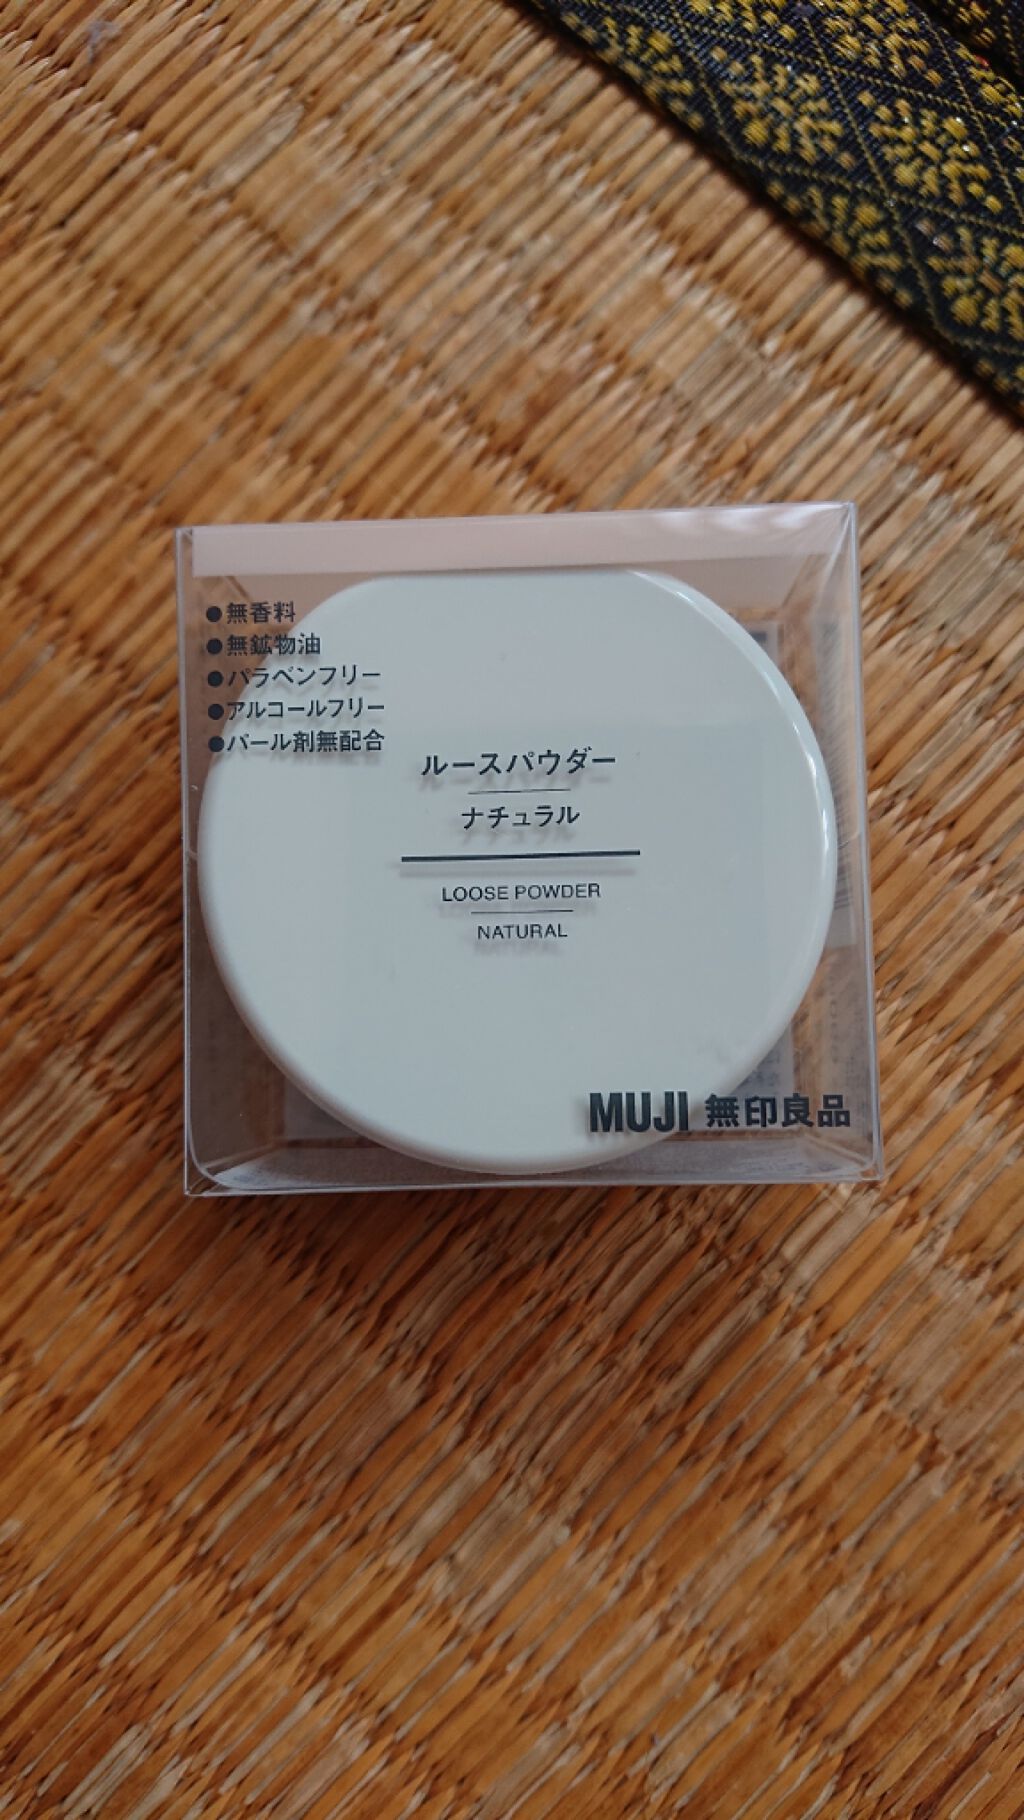 ●無香料
●無鉱物油
●パラベンフリー
●アルコールフリー
●パール剤無配合
ルースパウダー
ナチュラル
LOOSE POWDER
NATURAL
MUJI 無印良品